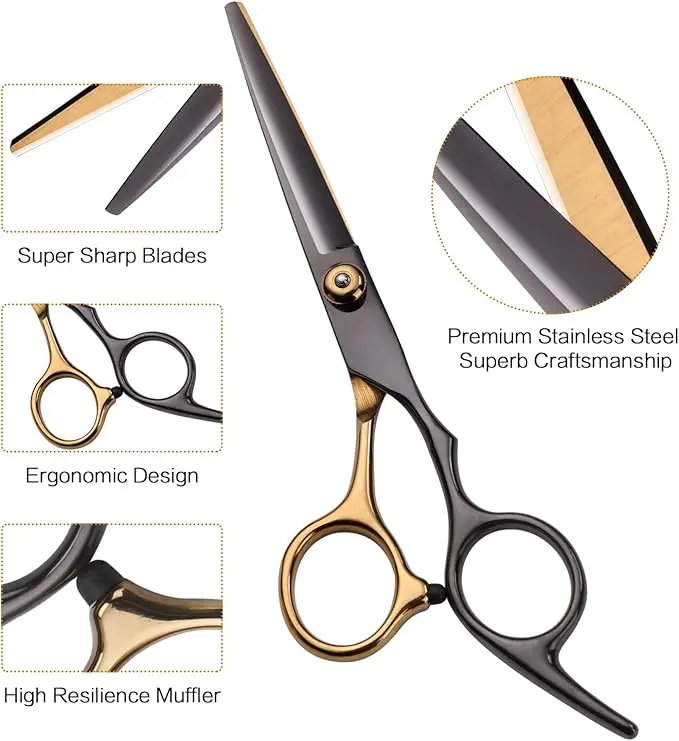 Super Sharp Blades
Premium Stainless Steel
Superb Craftsmanship
Ergonomic Design
High Resilience Muffler